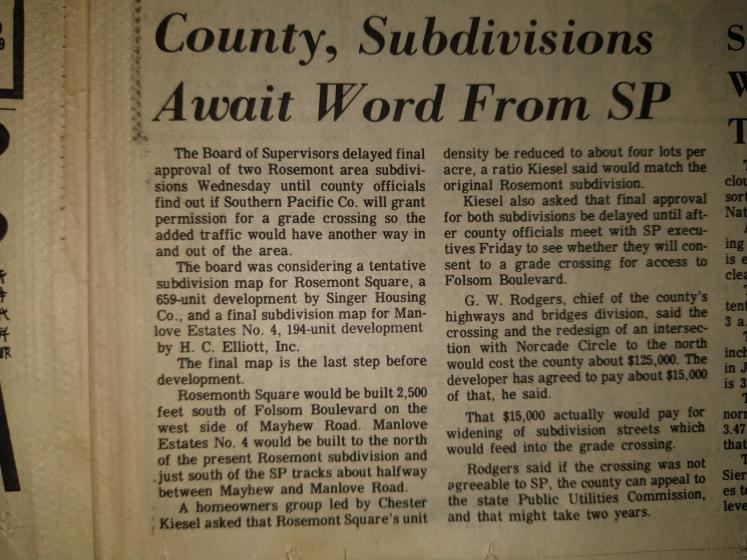 County, Subdivisions
Await Word From SP
The Board of Supervisors delayed final
approval of two Rosemont area subdivi-
sions Wednesday until county officials
find out if Southern Pacific Co. will grant
permission for a grade crossing so the
added traffic would have another way in
and out of the area.
The board was considering a tentative
subdivision map for Rosemont Square, a
659-unit development by Singer Housing
Co., and a final subdivision map for Man-
love Estates No. 4, 194-unit development
by H. C. Elliott, Inc.
The final map is the last step before
development.
Rosemonth Square would be built 2,500
feet south of Folsom Boulevard on the
west side of Mayhew Road. Manlove
Estates No. 4 would be built to the north
of the present Rosemont subdivision and
just south of the SP tracks about halfway
between Mayhew and Manlove Road.
A homeowners group led by Chester
Kiesel asked that Rosemont Square's unit
density be reduced to about four lots per
acre, a ratio Kiesel said would match the
original Rosemont subdivision.
Kiesel also asked that final approval
for both subdivisions be delayed until aft-
er county officials meet with SP execu-
tives Friday to see whether they will con-
sent to a grade crossing for access to
Folsom Boulevard.
G. W. Rodgers, chief of the county's
highways and bridges division, said the
crossing and the redesign of an intersec-
tion with Norcade Circle to the north
would cost the county about $125,000. The
developer has agreed to pay about $15,000
of that, he said.
That $15,000 actually would pay for
widening of subdivision streets which
would feed into the grade crossing.
Rodgers said if the crossing was not
agreeable to SP, the county can appeal to
the state Public Utilities Commission,
and that might take two years.